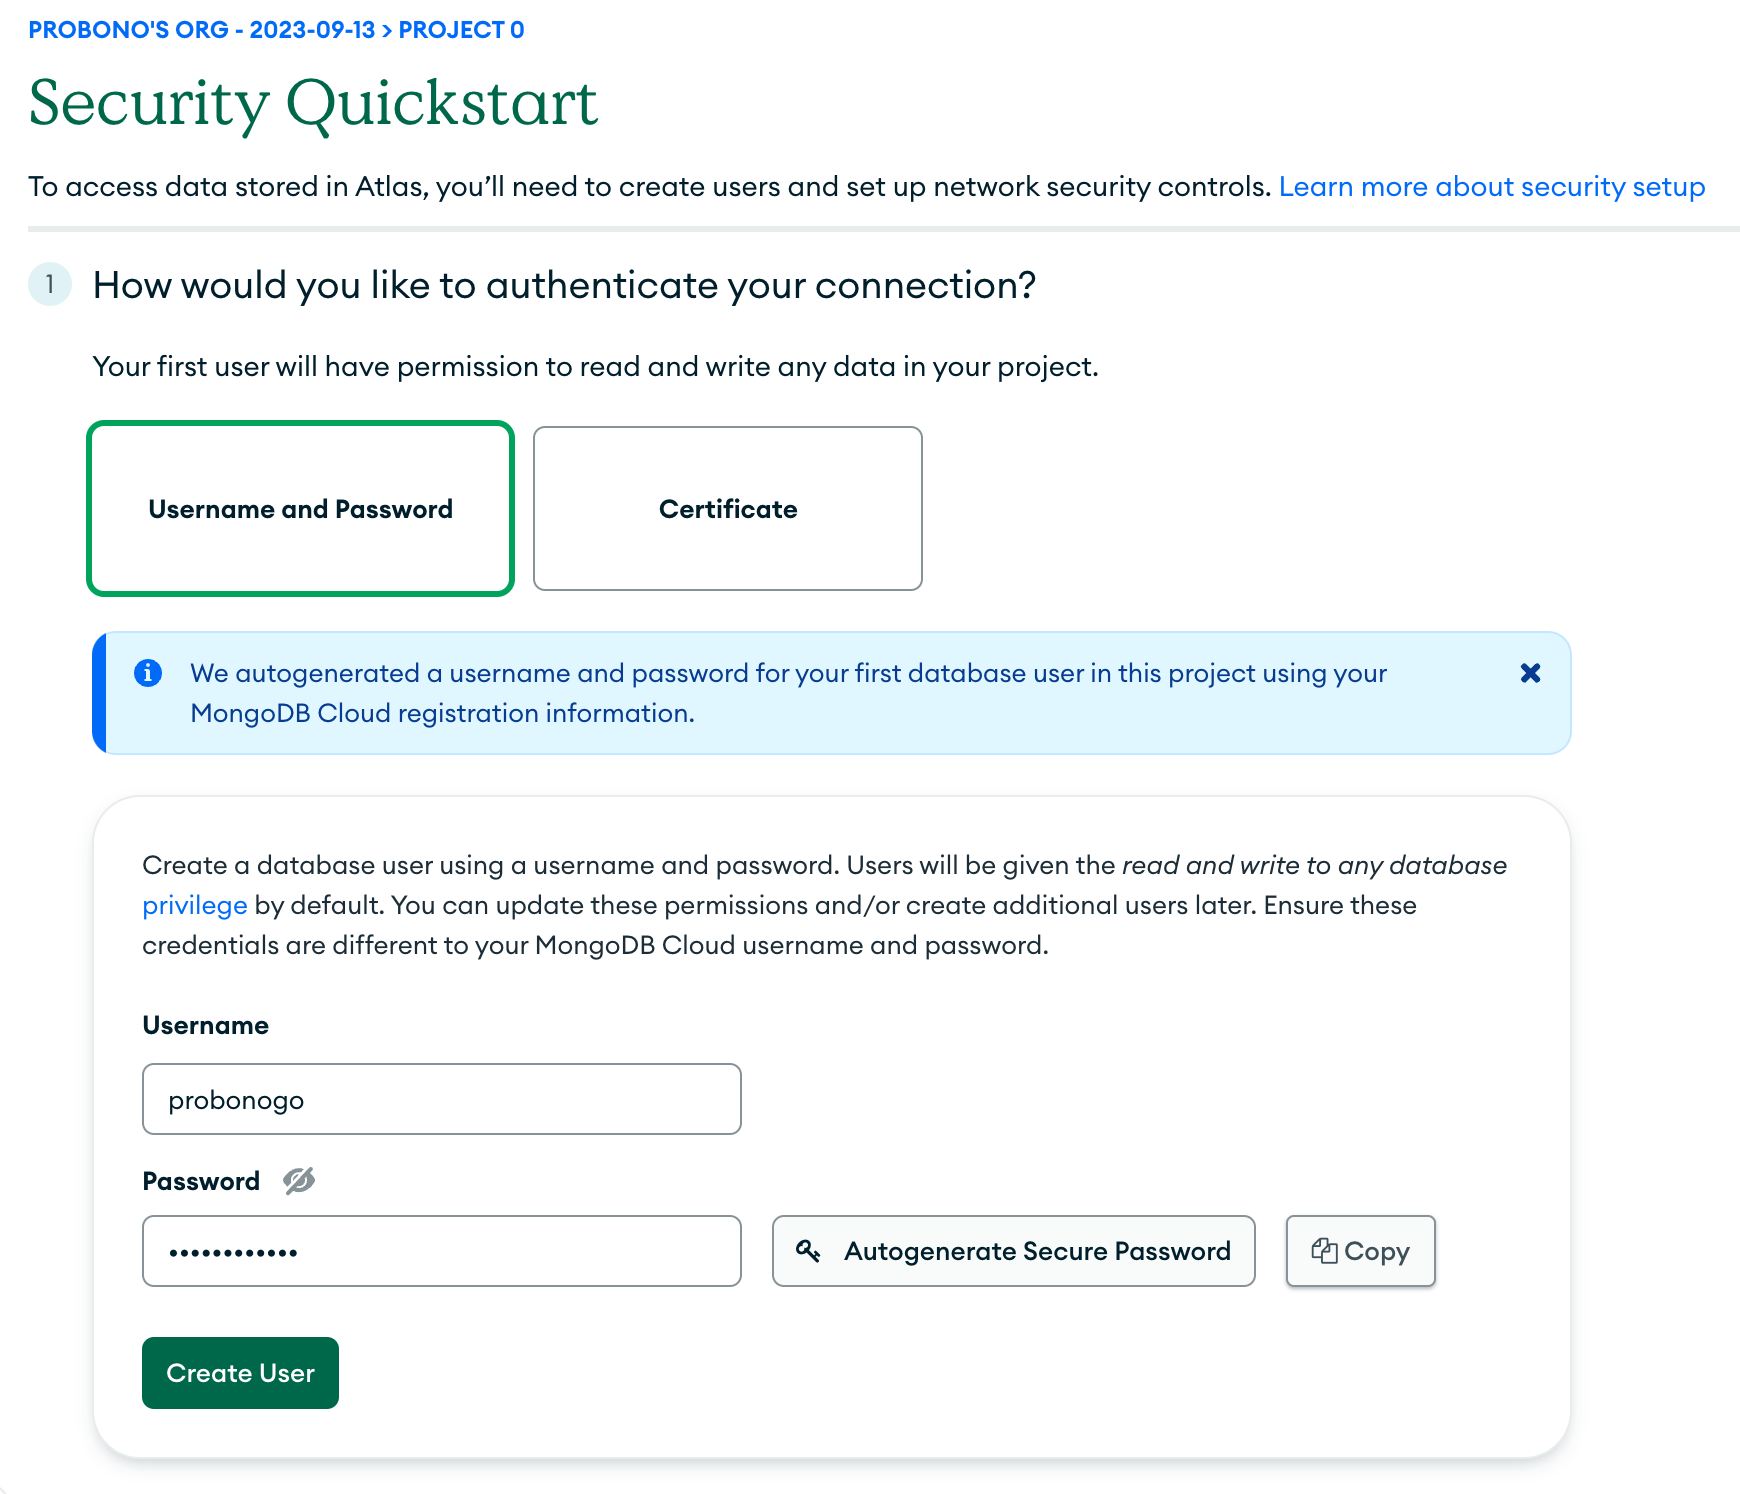 PROBONO'S ORG - 2023-09-13 > PROJECT 0
Security Quickstart
To access data stored in Atlas, you’ll need to create users and set up network security controls. Learn more about security setup
1 How would you like to authenticate your connection?
Your first user will have permission to read and write any data in your project.
Username and Password
Certificate
We autogenerated a username and password for your first database user in this project using your
MongoDB Cloud registration information.
Create a database user using a username and password. Users will be given the read and write to any database
privilege by default. You can update these permissions and/or create additional users later. Ensure these
credentials are different to your MongoDB Cloud username and password.
Username
probonogo
Password
••••••••••••
Autogenerate Secure Password
Copy
Create User